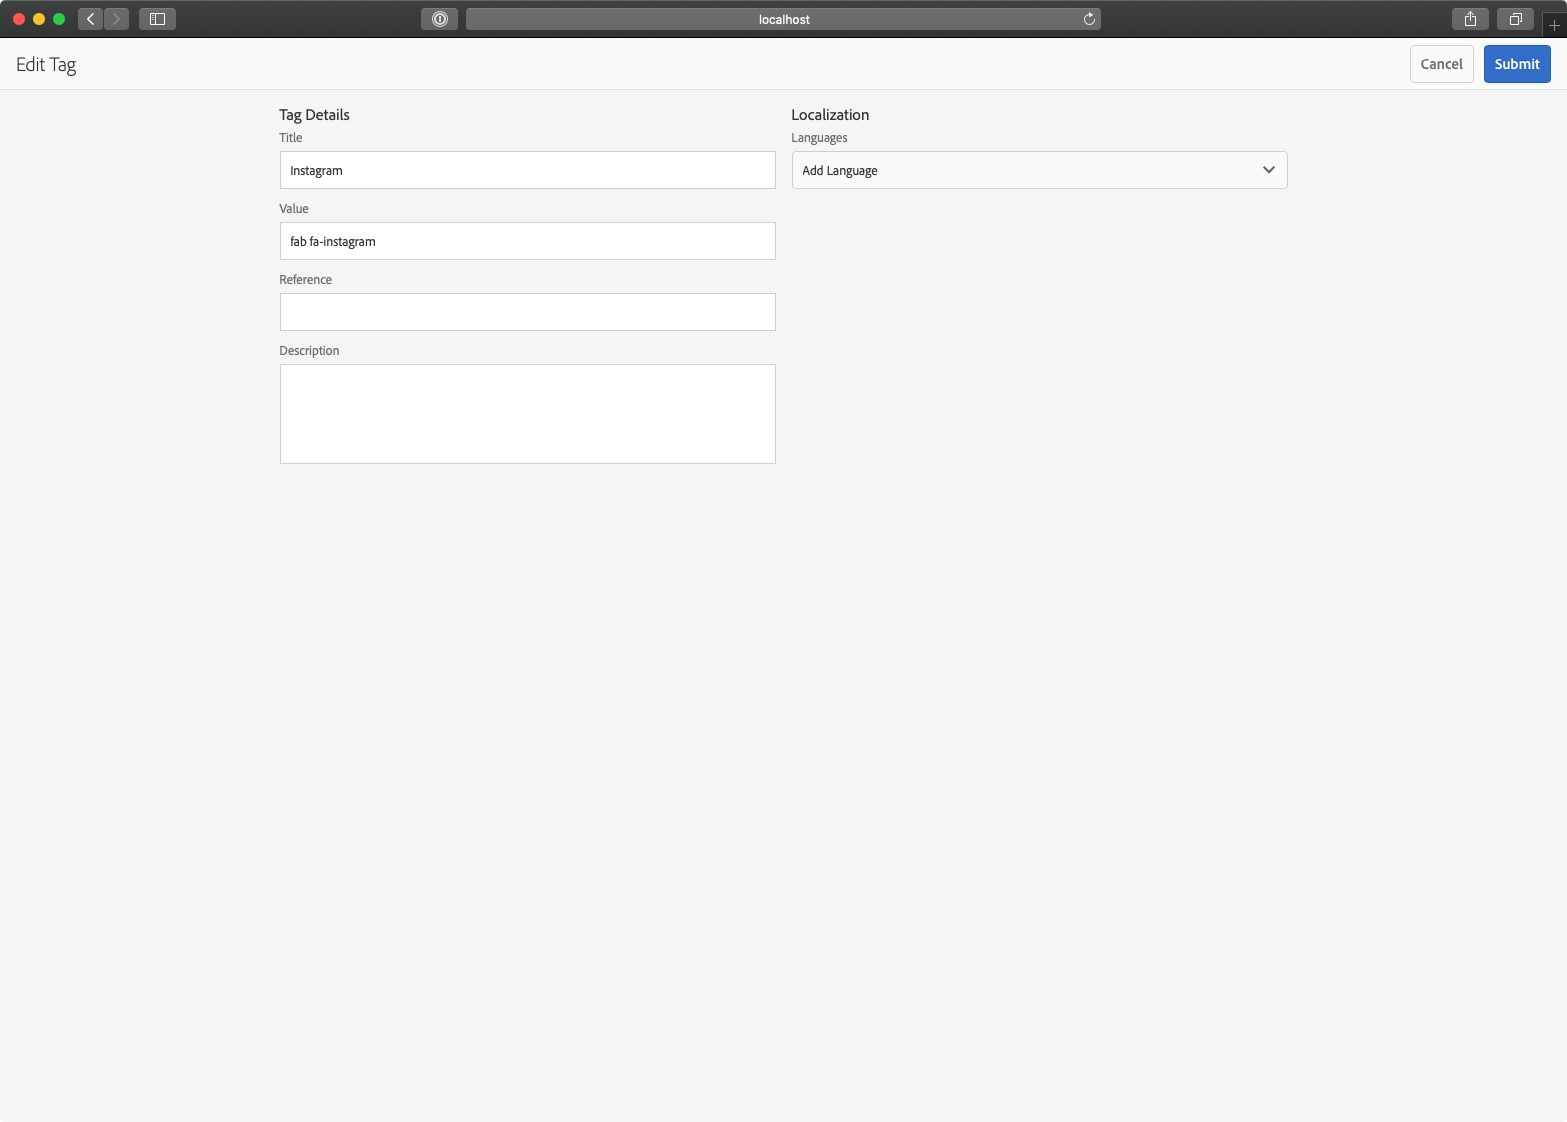 localhost
Edit Tag
Cancel
Submit
Tag Details
Title
Instagram
Value
fab fa-instagram
Reference
Description
Localization
Languages
Add Language